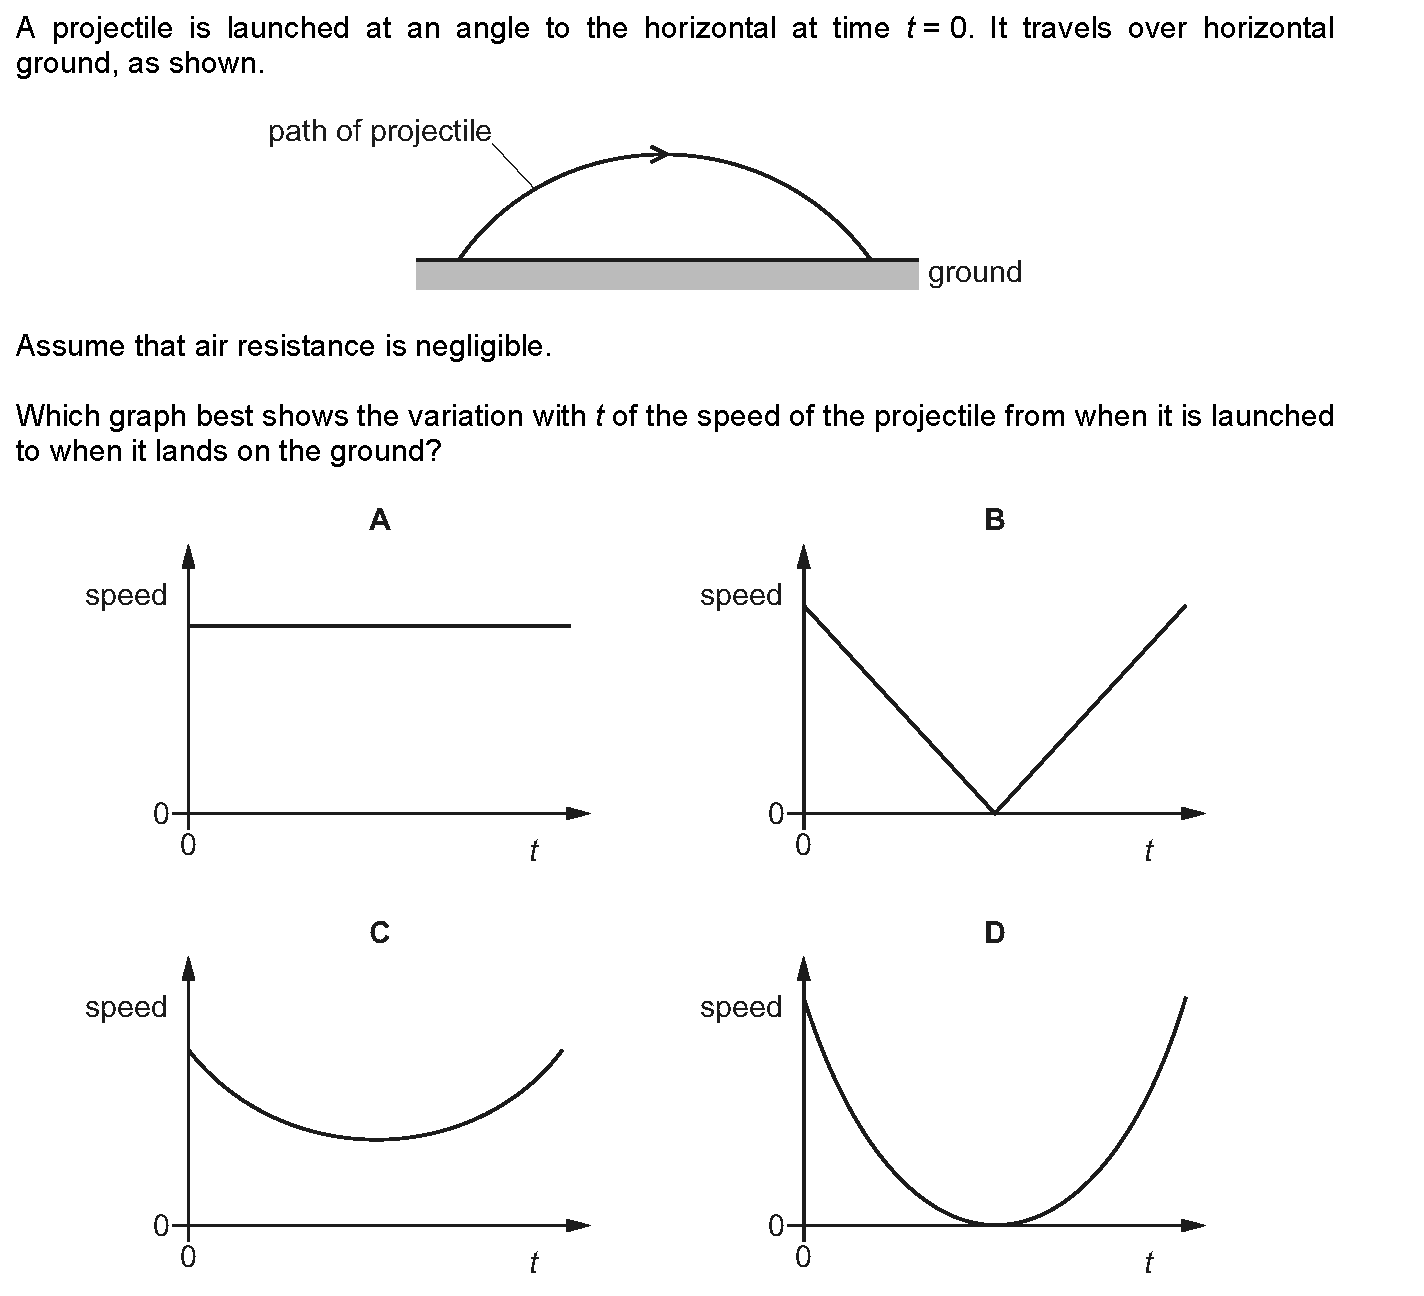 A projectile is launched at an angle to the horizontal at time t = 0. It travels over horizontal
ground, as shown.
path of projectile
ground
Assume that air resistance is negligible.
Which graph best shows the variation with t of the speed of the projectile from when it is launched
to when it lands on the ground?
A
speed
0
0
t
B
speed
0
0
t
C
speed
0
0
t
D
speed
0
0
t